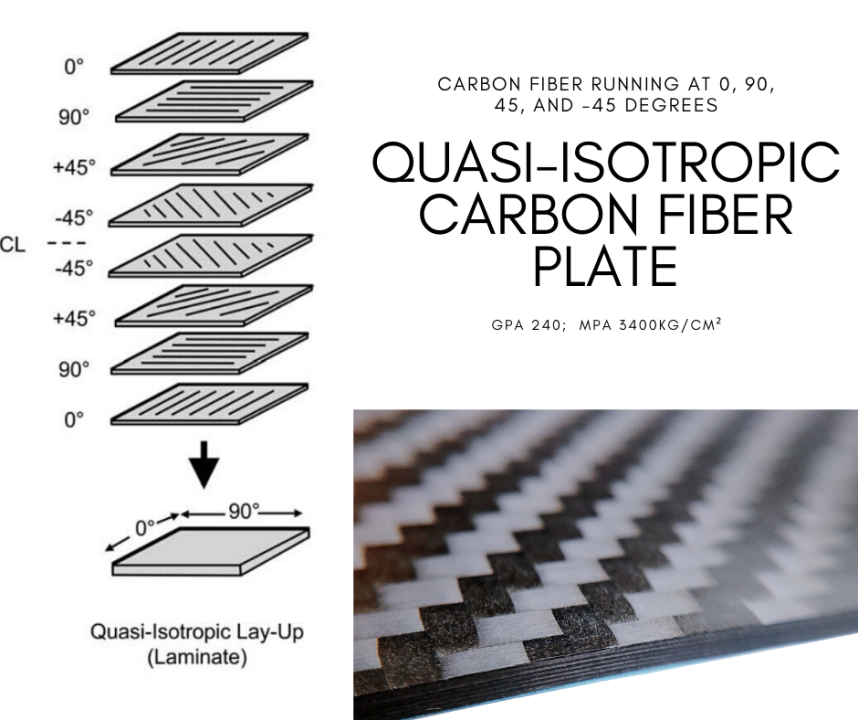 0°
90°
+45°
-45°
CL
-45°
+45°
90°
0°
0°
90°
Quasi-Isotropic Lay-Up
(Laminate)
CARBON FIBER RUNNING AT 0, 90,
45, AND -45 DEGREES
QUASI-ISOTROPIC
CARBON FIBER
PLATE
GPA 240; MPA 3400KG/CM²